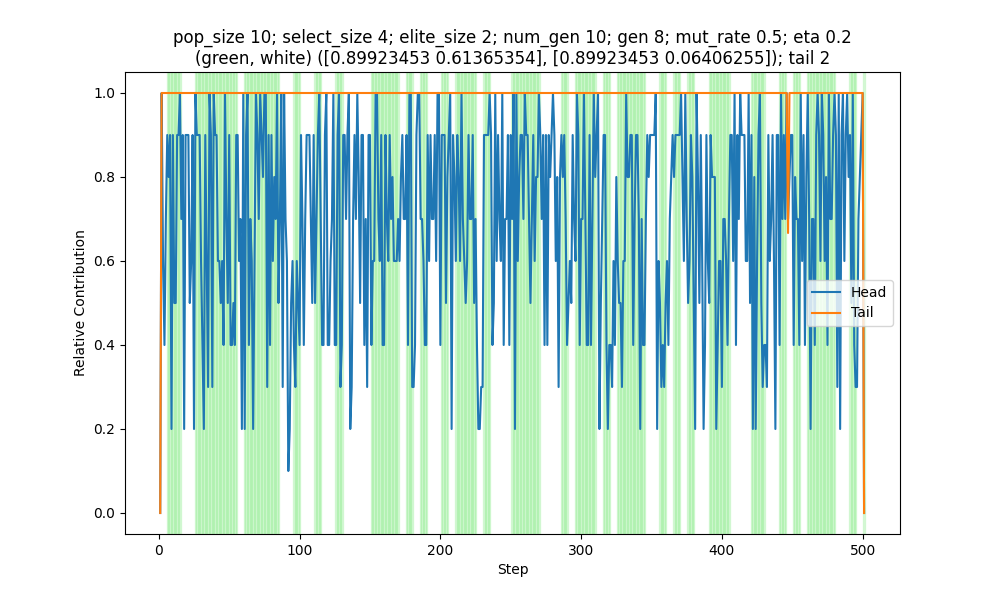 pop_size 10; select_size 4; elite_size 2; num_gen 10; gen 8; mut_rate 0.5; eta 0.2
(green, white) ([0.89923453 0.61365354], [0.89923453 0.06406255]); tail 2
1.0
0.8
0.6
0.4
0.2
0.0
Relative Contribution
Head
Tail
0
100
200
300
400
500
Step